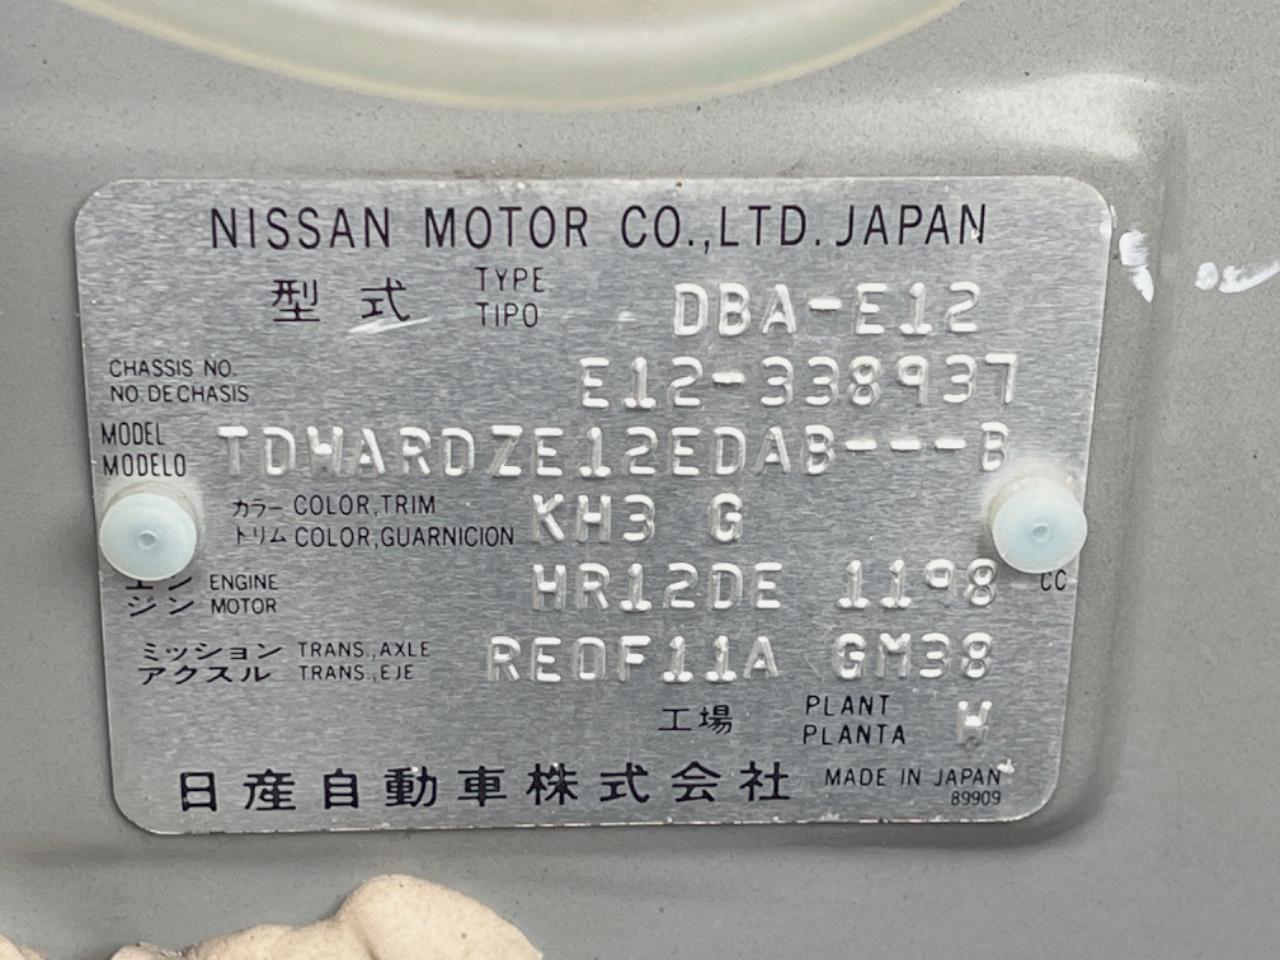 NISSAN MOTOR CO.,LTD. JAPAN
型式 TYPE DBA-E12
TIPO
CHASSIS NO. E12-338937
NO. DE CHASIS
MODEL TDWARDZE12EDAB---B
MODELO
カラー COLOR,TRIM KH3 G
トリム COLOR,GUARNICION
エン ENGINE HR12DE 1198 CC
ジン MOTOR
ミッション TRANS.,AXLE RE0F11A GM38
アクスル TRANS.,EJE
工場 PLANT W
PLANTA
日産自動車株式会社 MADE IN JAPAN
89909